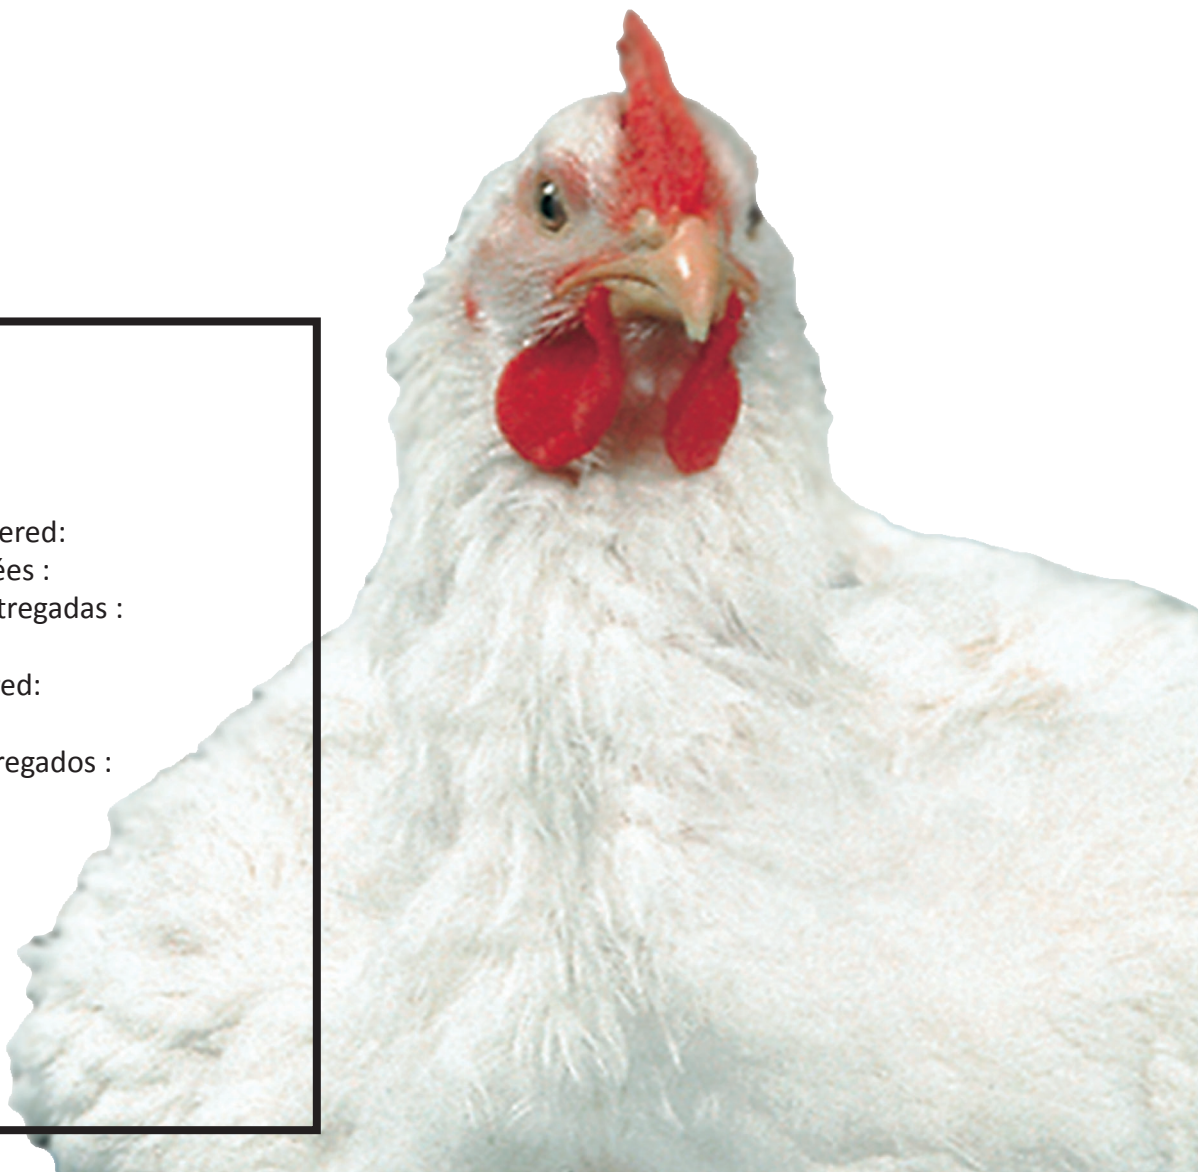 ered:
ées :
tregadas :
ed:
regados :